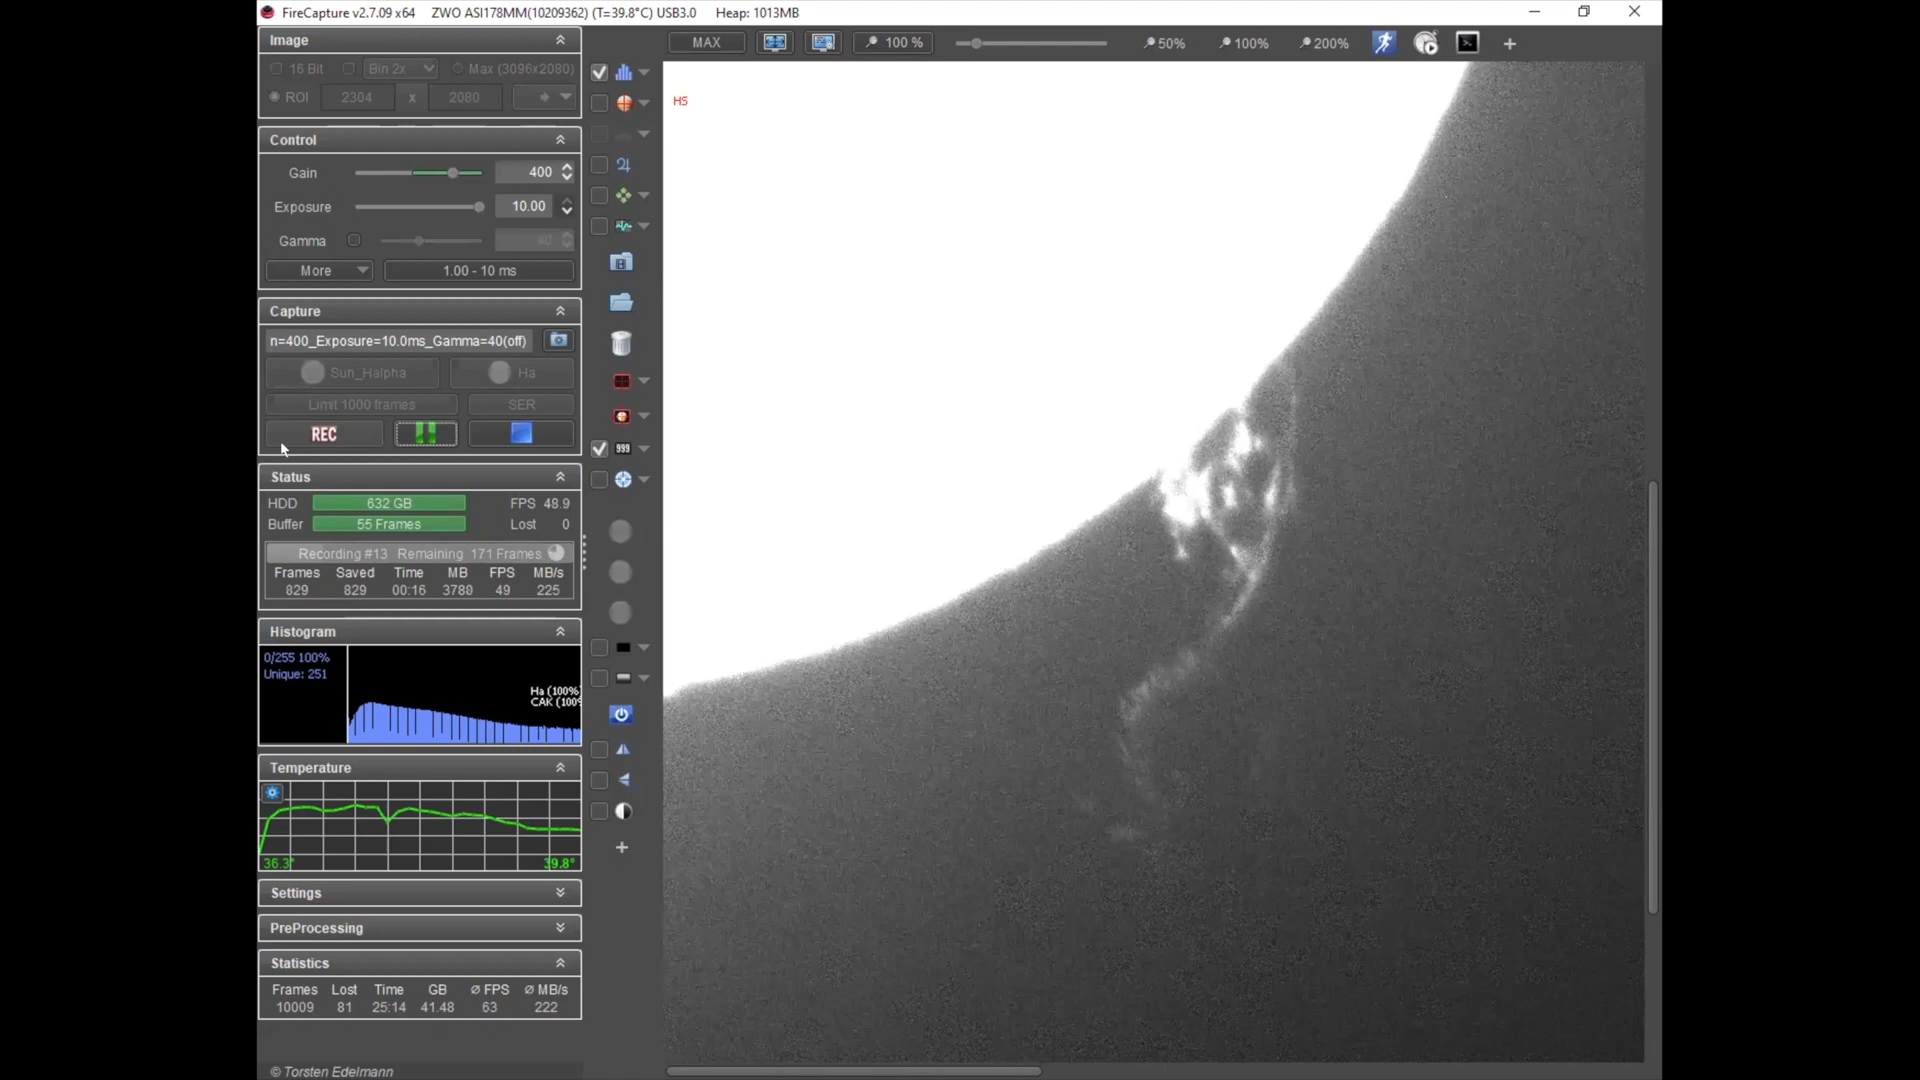 FireCapture v2.7.09 x64 ZWO ASI178MM(10209362) (T=39.8°C) USB3.0 Heap: 1013MB
Image
16 Bit Bin 2x Max (3096x2080)
ROI 2304 x 2080
MAX 100 % 50% 100% 200%
H5
Control
Gain 400
Exposure 10.00
Gamma 40
More 1.00 - 10 ms
Capture
n=400_Exposure=10.0ms_Gamma=40(off)
Sun_Halpha Ha
Limit 1000 frames SER
REC
999
Status
HDD 632 GB FPS 48.9
Buffer 55 Frames Lost 0
Recording #13 Remaining 171 Frames
Frames Saved Time MB FPS MB/s
829 829 00:16 3780 49 225
Histogram
0/255 100%
Unique: 251
Ha (100%
CAK (100%
Temperature
36.3° 39.8°
Settings
PreProcessing
Statistics
Frames Lost Time GB ∅ FPS ∅ MB/s
10009 81 25:14 41.48 63 222
© Torsten Edelmann